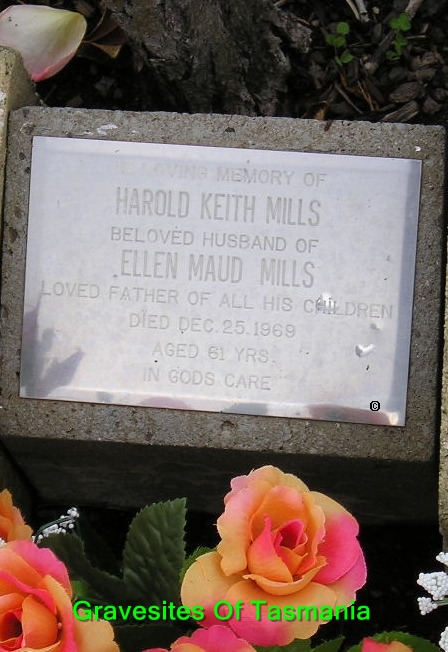 IN LOVING MEMORY OF
HAROLD KEITH MILLS
BELOVED HUSBAND OF
ELLEN MAUD MILLS
LOVED FATHER OF ALL HIS CHILDREN
DIED DEC. 25. 1969
AGED 61 YRS.
IN GODS CARE
©
Gravesites Of Tasmania